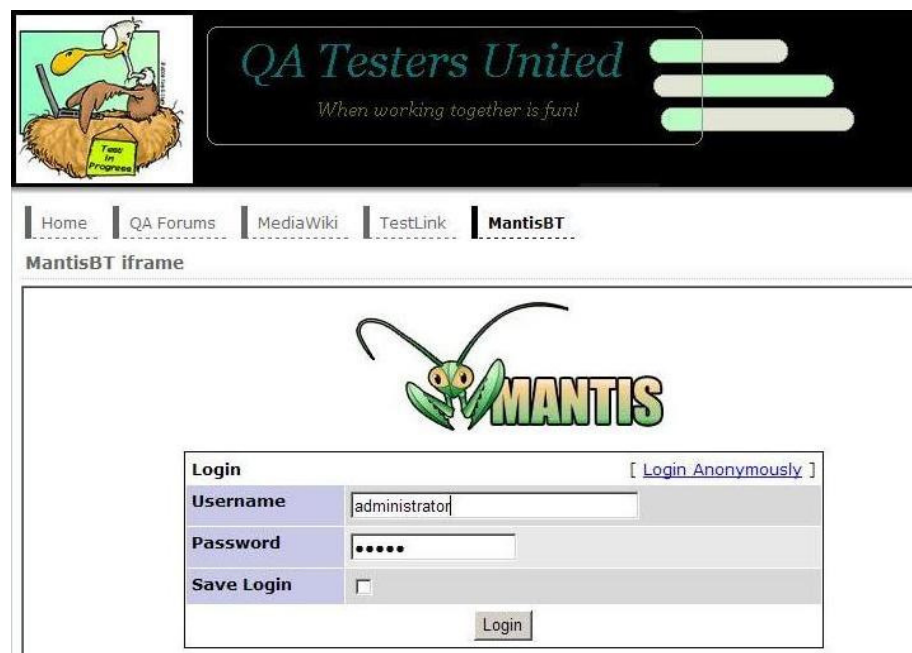 QA Testers United
When working together is fun!
Test
In
Progress
Home QA Forums MediaWiki TestLink MantisBT
MantisBT iframe
MANTIS
Login [ Login Anonymously ]
Username administrator
Password •••••
Save Login
Login